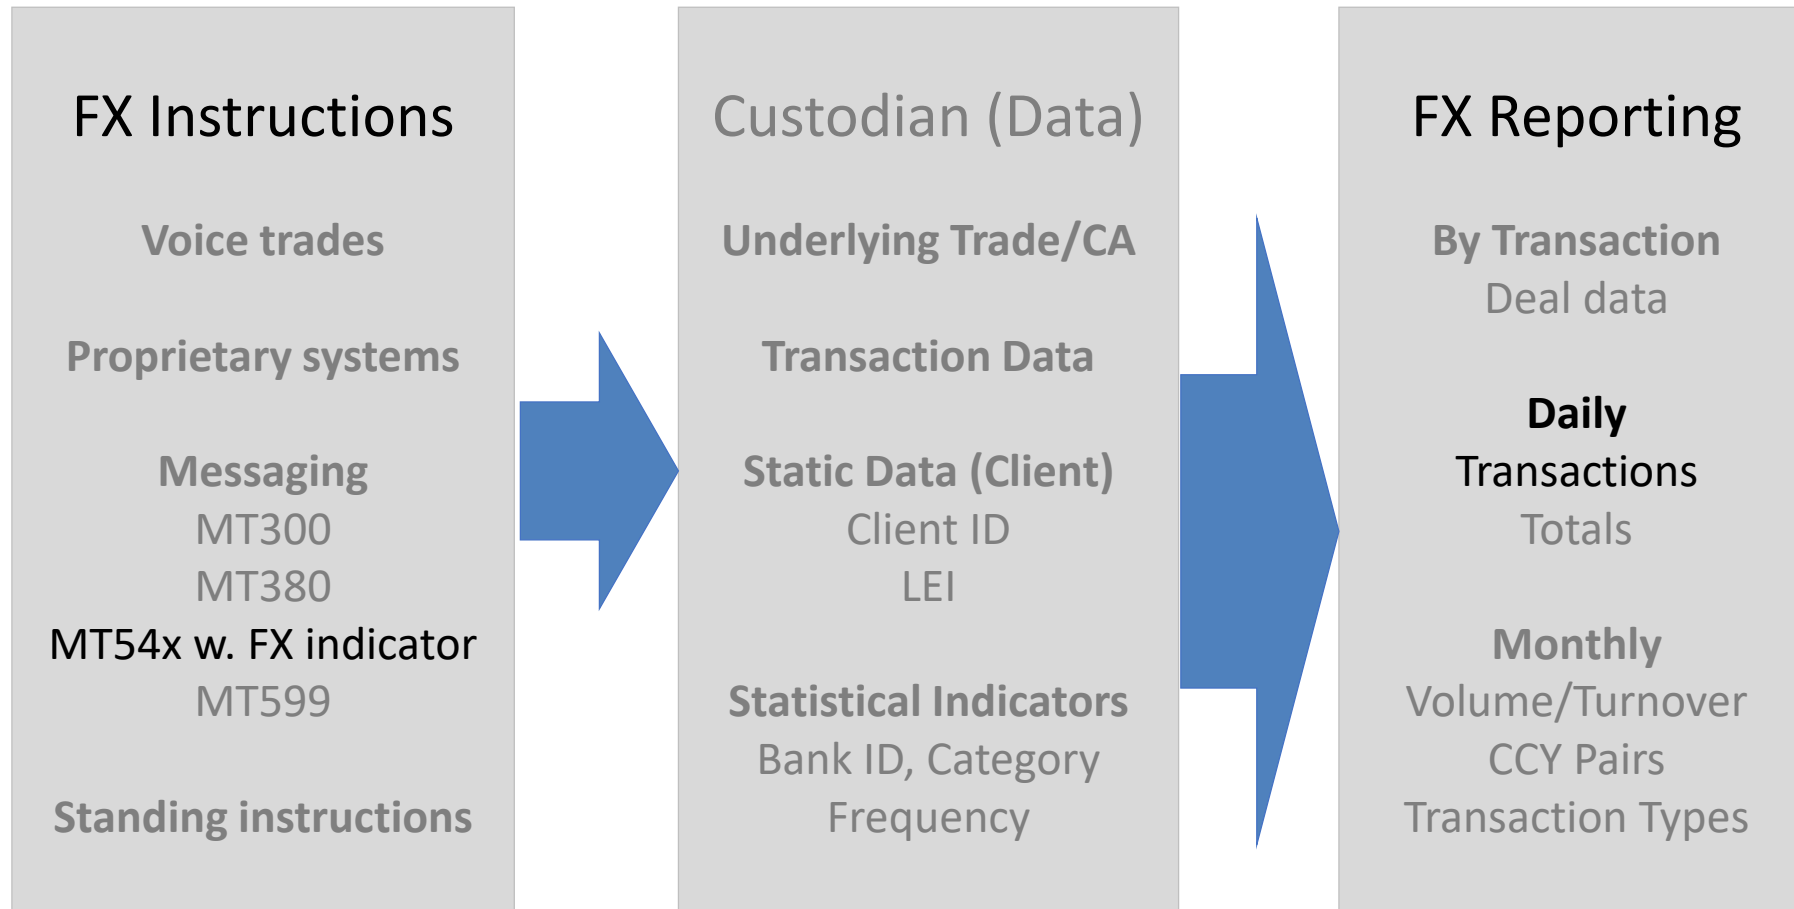 FX Instructions
Voice trades
Proprietary systems
Messaging
MT300
MT380
MT54x w. FX indicator
MT599
Standing instructions
Custodian (Data)
Underlying Trade/CA
Transaction Data
Static Data (Client)
Client ID
LEI
Statistical Indicators
Bank ID, Category
Frequency
FX Reporting
By Transaction
Deal data
Daily
Transactions
Totals
Monthly
Volume/Turnover
CCY Pairs
Transaction Types